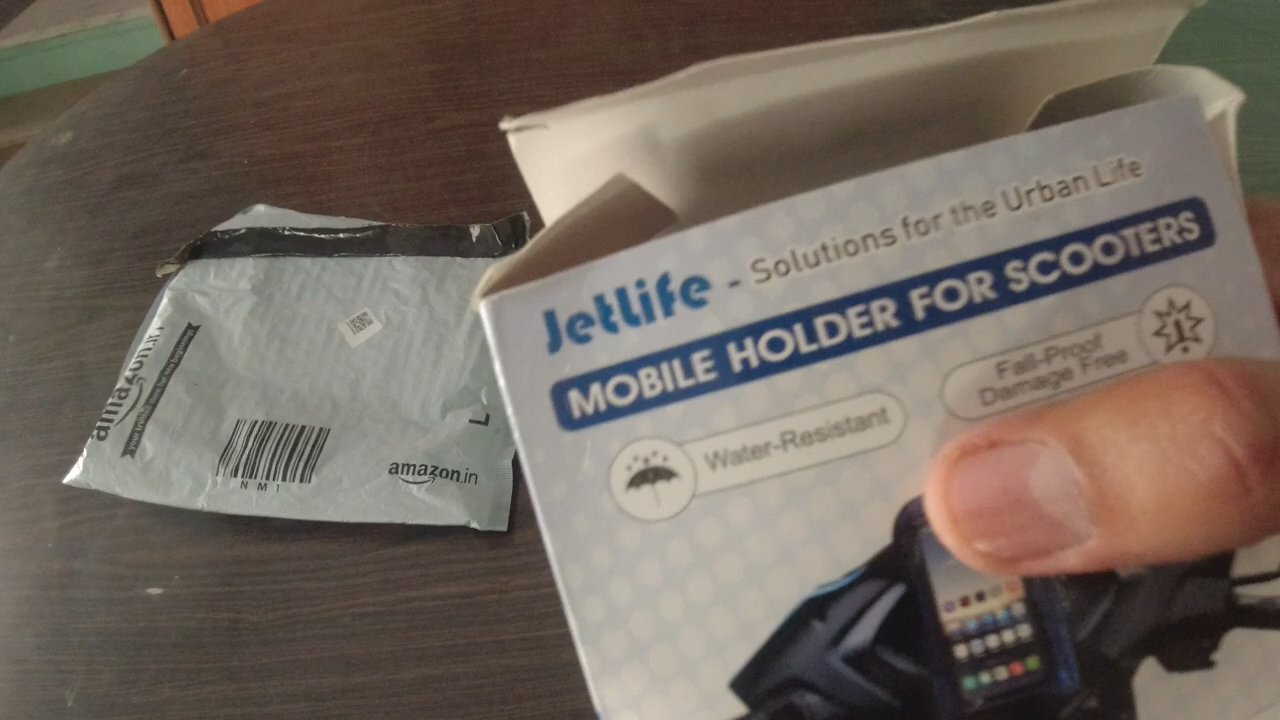 JetLife - Solutions for the Urban Life
MOBILE HOLDER FOR SCOOTERS
Fall-Proof
Damage Free
Water-Resistant
amazon.in
N M 1
L
amazon.in